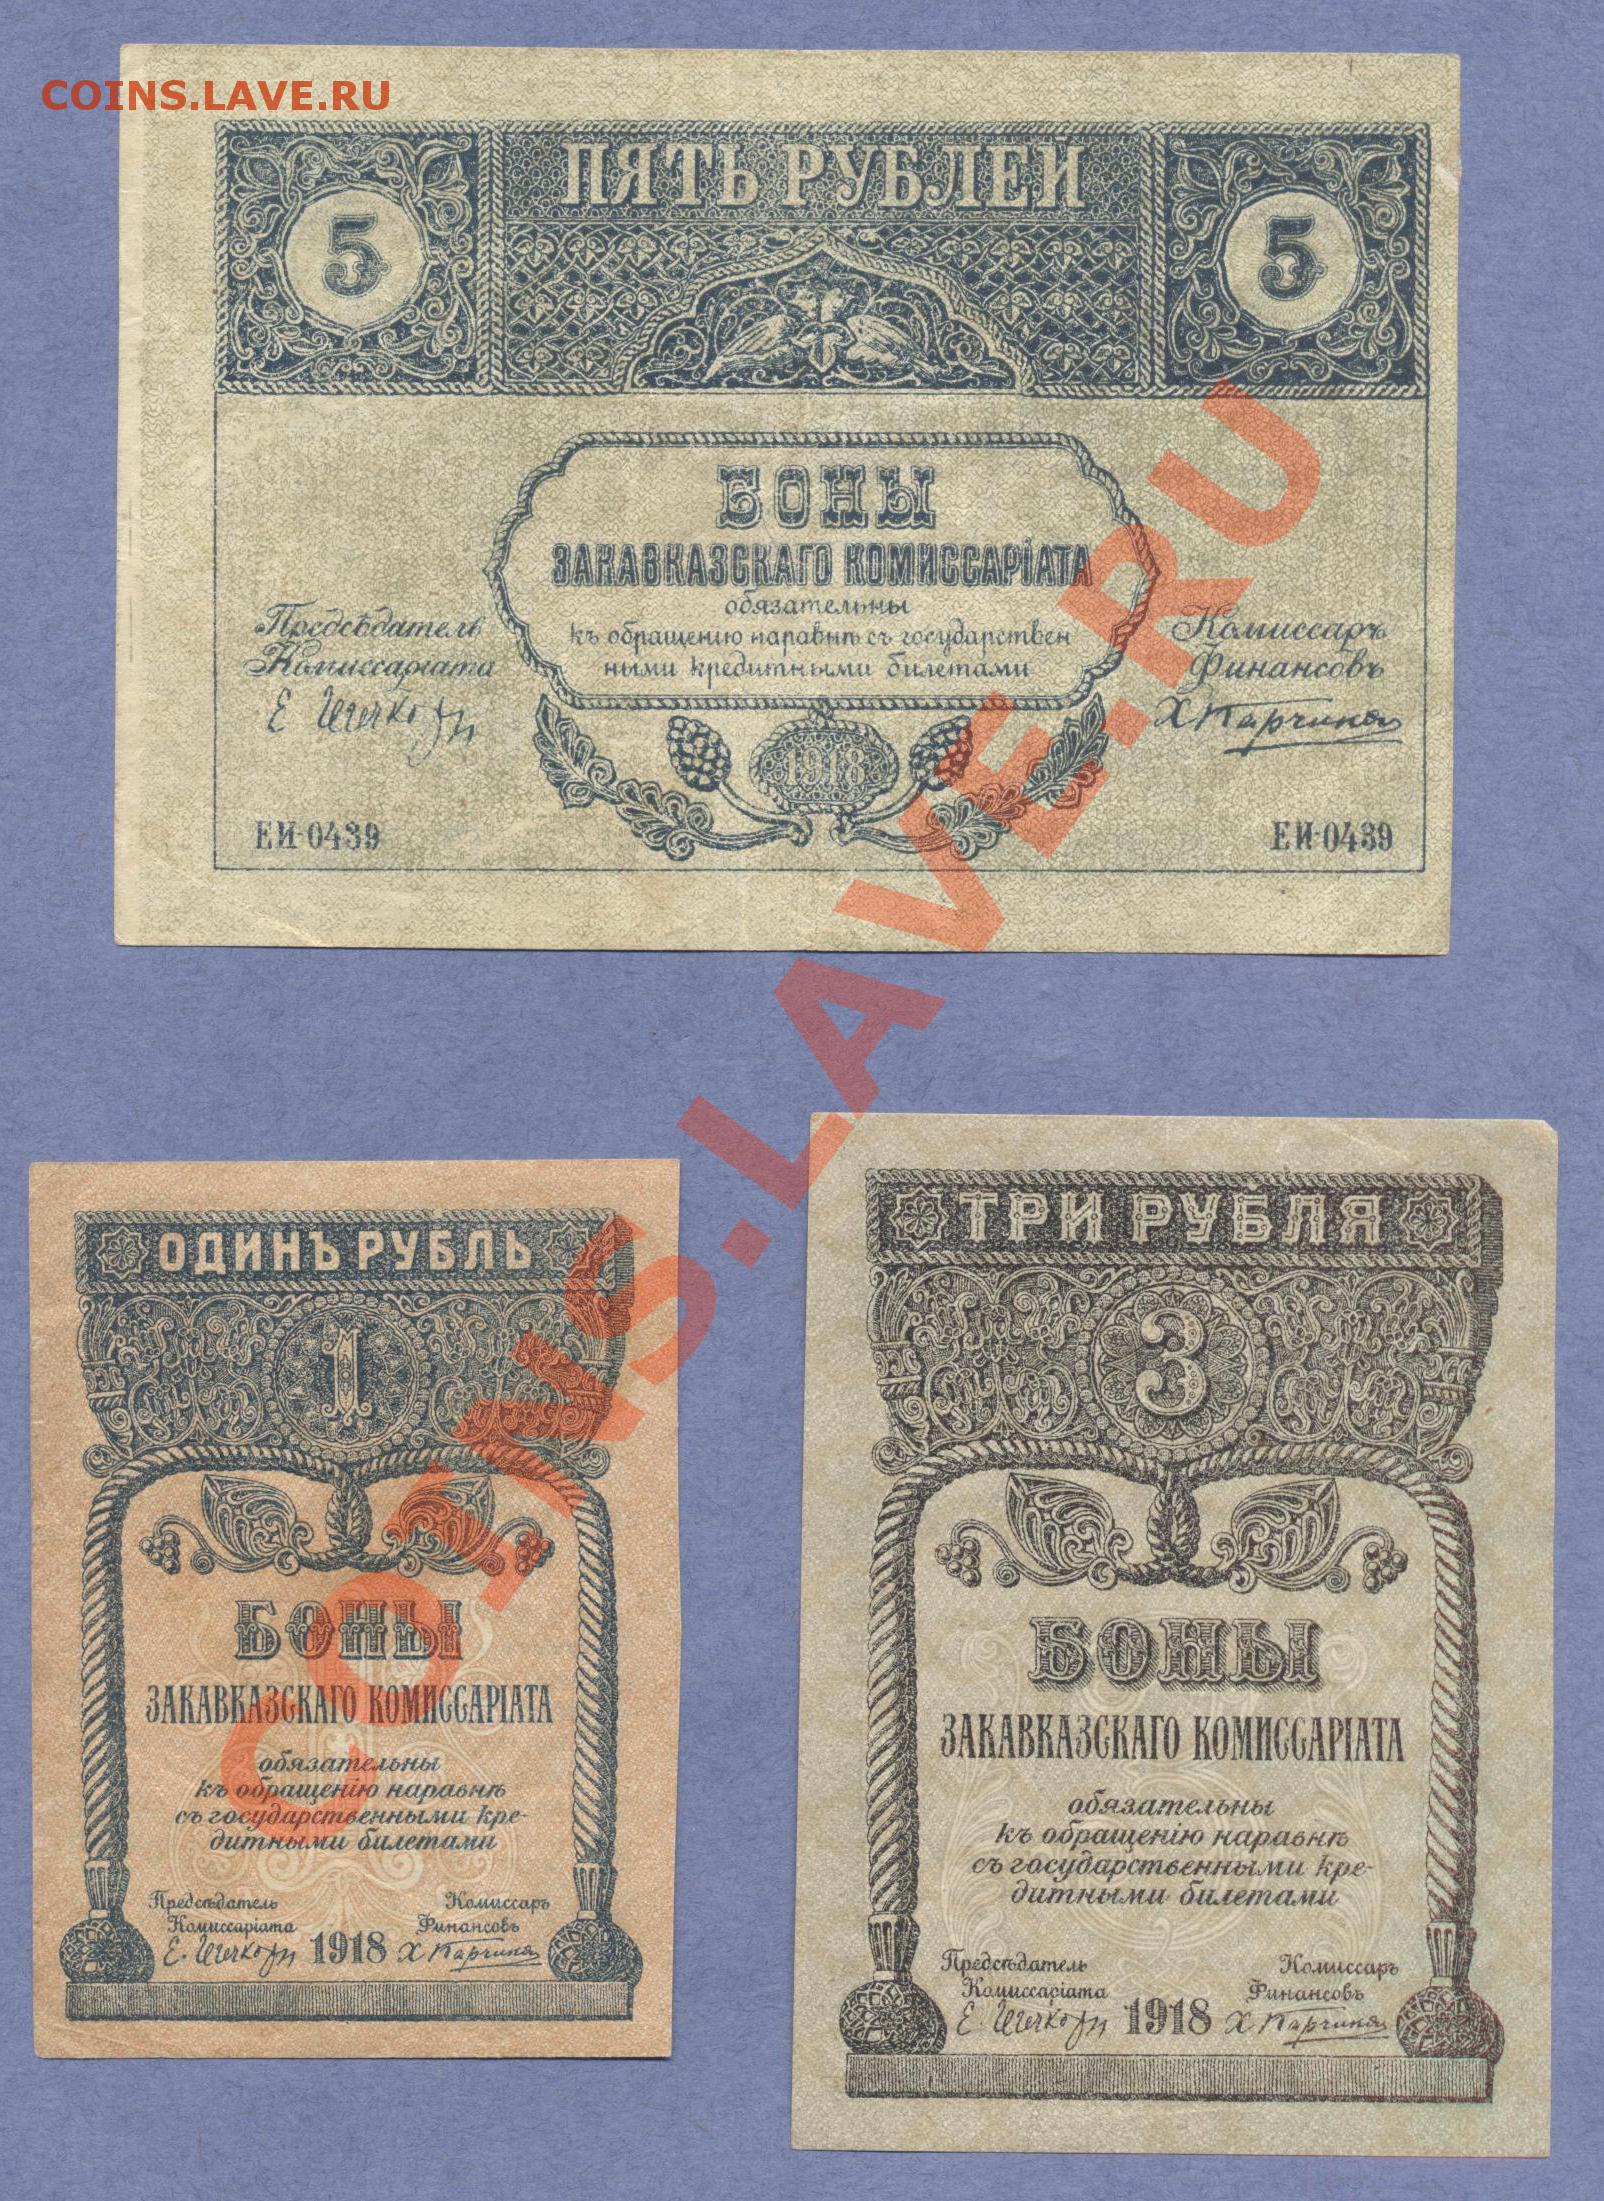 COINS.LAVE.RU
ПЯТЬ РУБЛЕЙ
5
5
БОНЫ
ЗАКАВКАЗСКАГО КОМИССАРІАТА
обязательны
къ обращению наравнѣ съ государствен
ными кредитными билетами
Предсѣдатель
Комиссаріата
Комиссаръ
Финансовъ
1918
ЕИ-0439
ЕИ-0439
COINS.LAVE.RU
ОДИНЪ РУБЛЬ
1
БОНЫ
ЗАКАВКАЗСКАГО КОМИССАРІАТА
обязательны
къ обращенію наравнѣ
съ государственными кре-
дитными билетами
Предсѣдатель
Комиссаріата
Комиссаръ
Финансовъ
1918
ТРИ РУБЛЯ
3
БОНЫ
ЗАКАВКАЗСКАГО КОМИССАРІАТА
обязательны
къ обращенію наравнѣ
съ государственными кре-
дитными билетами
Предсѣдатель
Комиссаріата
Комиссаръ
Финансовъ
1918